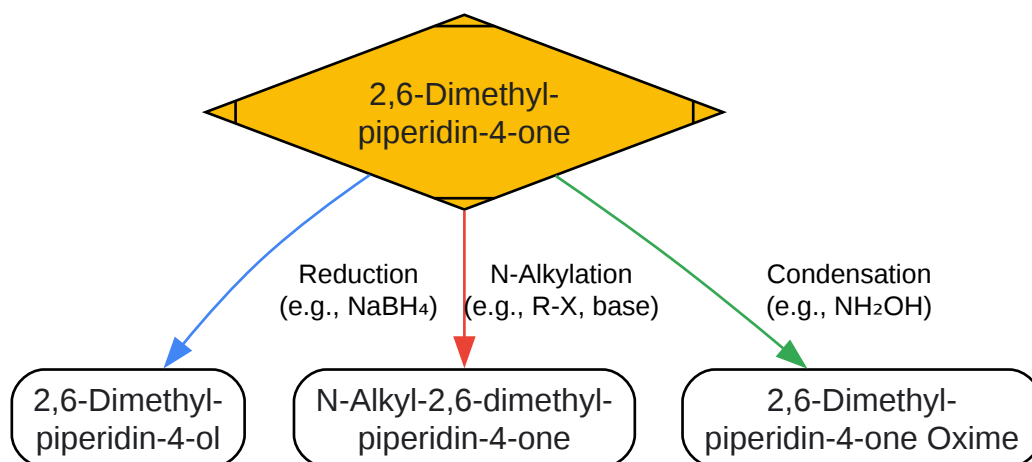 2,6-Dimethyl-
piperidin-4-one
Reduction
(e.g., NaBH₄)
N-Alkylation
(e.g., R-X, base)
Condensation
(e.g., NH₂OH)
2,6-Dimethyl-
piperidin-4-ol
N-Alkyl-2,6-dimethyl-
piperidin-4-one
2,6-Dimethyl-
piperidin-4-one Oxime